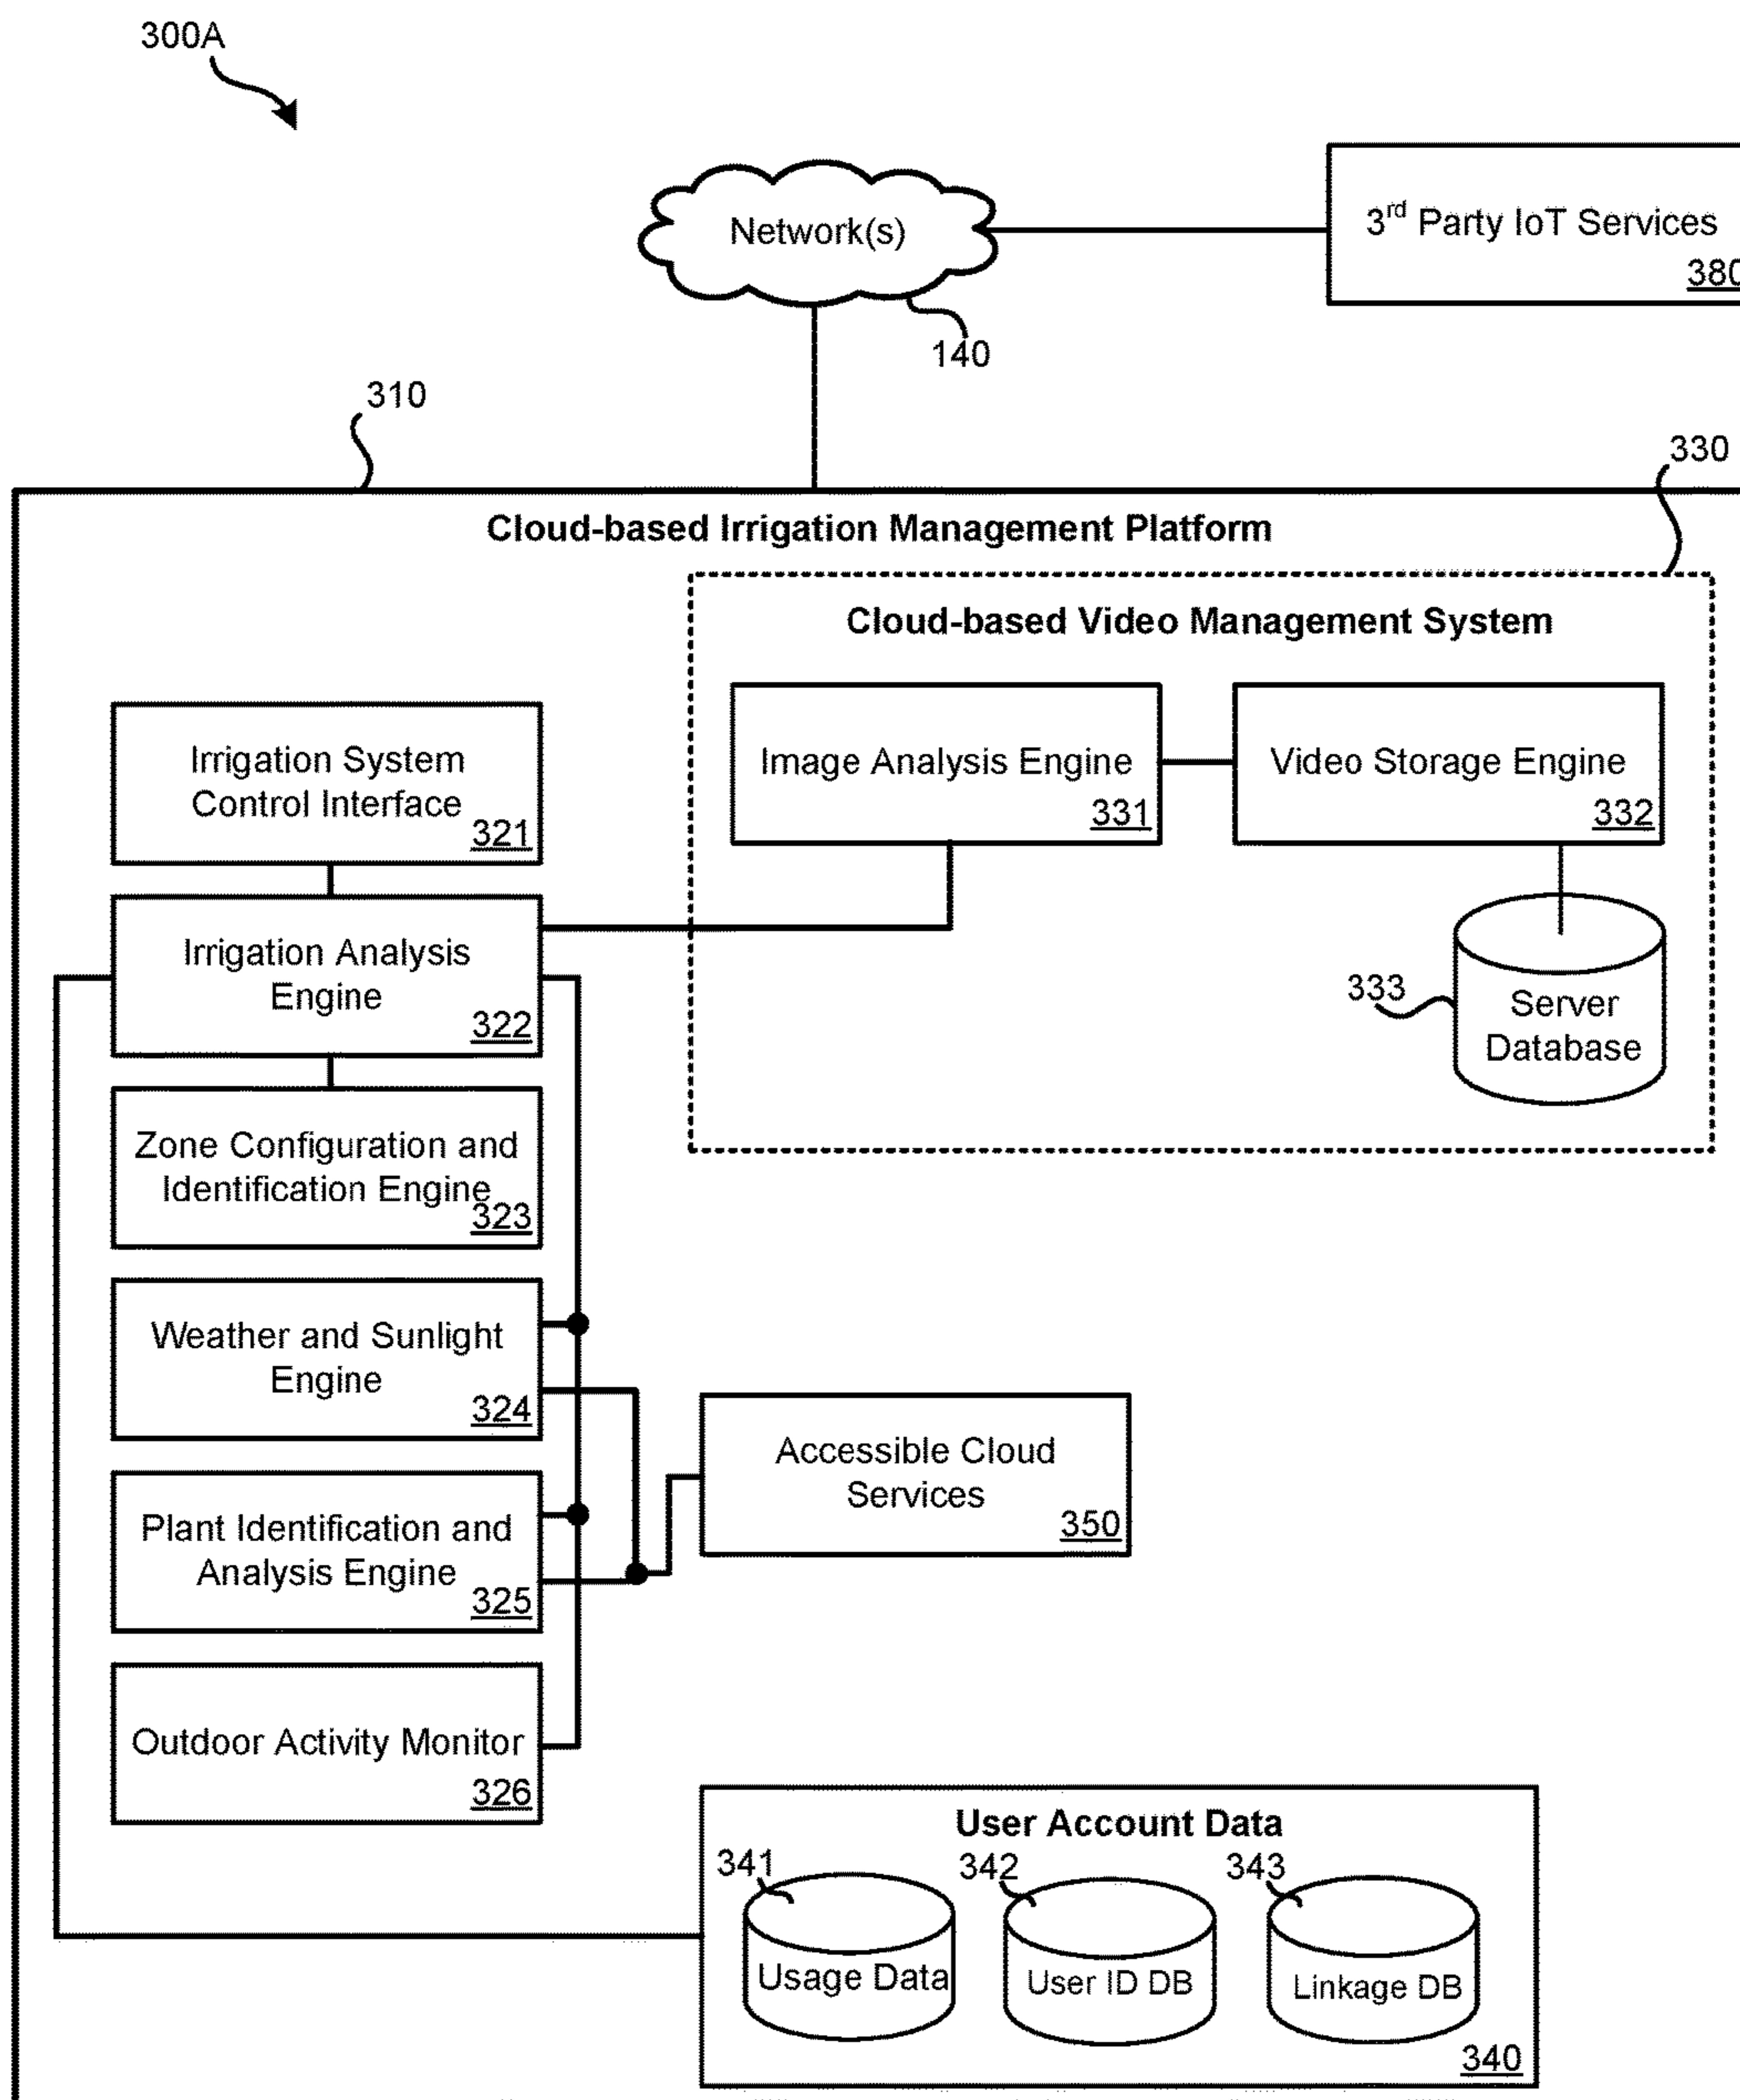 300A
Network(s)
140
3rd Party IoT Services
380
310
330
Cloud-based Irrigation Management Platform
Cloud-based Video Management System
Image Analysis Engine
331
Video Storage Engine
332
333
Server
Database
Irrigation System
Control Interface
321
Irrigation Analysis
Engine
322
Zone Configuration and
Identification Engine
323
Weather and Sunlight
Engine
324
Plant Identification and
Analysis Engine
325
Outdoor Activity Monitor
326
Accessible Cloud
Services
350
User Account Data
341
342
343
Usage Data
User ID DB
Linkage DB
340